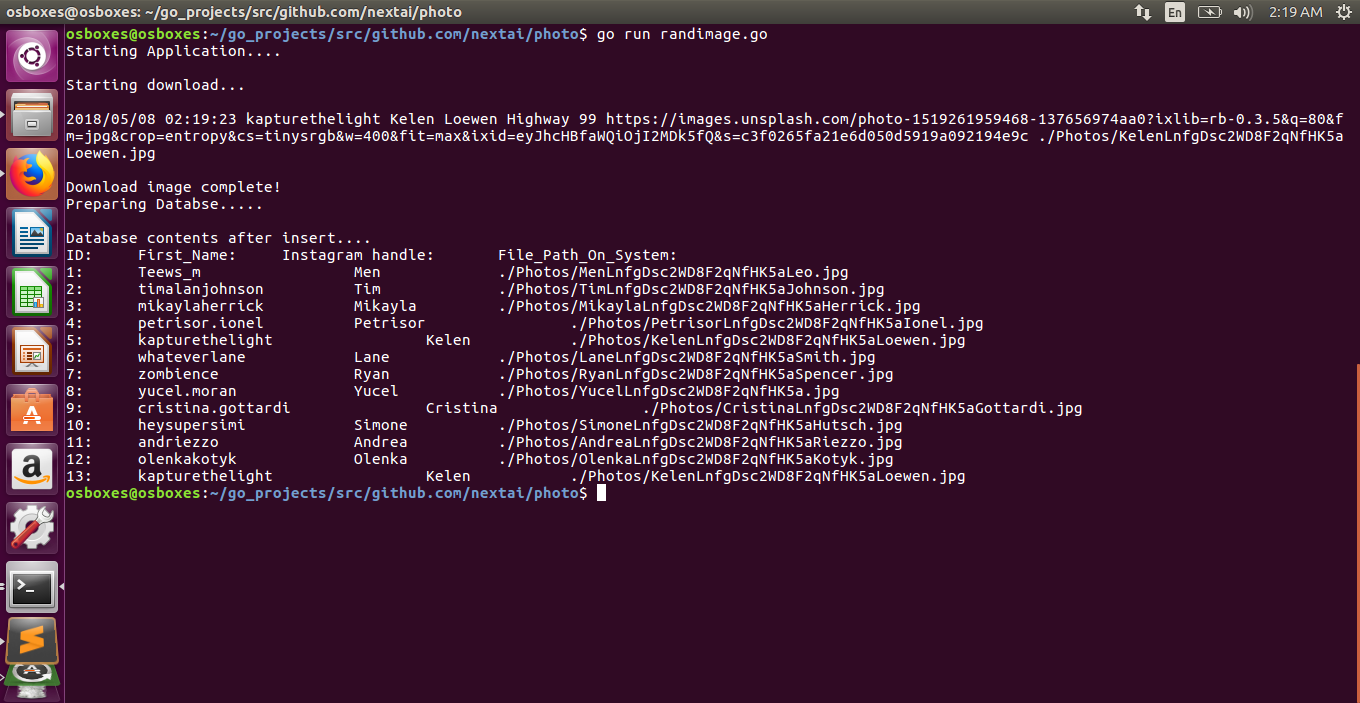 osboxes@osboxes: ~/go_projects/src/github.com/nextai/photo
En
2:19 AM
osboxes@osboxes:~/go_projects/src/github.com/nextai/photo$ go run randimage.go
Starting Application....
Starting download...
2018/05/08 02:19:23 kapturethelight Kelen Loewen Highway 99 https://images.unsplash.com/photo-1519261959468-137656974aa0?ixlib=rb-0.3.5&q=80&f
m=jpg&crop=entropy&cs=tinysrgb&w=400&fit=max&ixid=eyJhcHBfaWQiOjI2MDk5fQ&s=c3f0265fa21e6d050d5919a092194e9c ./Photos/KelenLnfgDsc2WD8F2qNfHK5a
Loewen.jpg
Download image complete!
Preparing Databse.....
Database contents after insert....
ID: First_Name: Instagram handle: File_Path_On_System:
1: Teews_m Men ./Photos/MenLnfgDsc2WD8F2qNfHK5aLeo.jpg
2: timalanjohnson Tim ./Photos/TimLnfgDsc2WD8F2qNfHK5aJohnson.jpg
3: mikaylaherrick Mikayla ./Photos/MikaylaLnfgDsc2WD8F2qNfHK5aHerrick.jpg
4: petrisor.ionel Petrisor ./Photos/PetrisorLnfgDsc2WD8F2qNfHK5aIonel.jpg
5: kapturethelight Kelen ./Photos/KelenLnfgDsc2WD8F2qNfHK5aLoewen.jpg
6: whateverlane Lane ./Photos/LaneLnfgDsc2WD8F2qNfHK5aSmith.jpg
7: zombience Ryan ./Photos/RyanLnfgDsc2WD8F2qNfHK5aSpencer.jpg
8: yucel.moran Yucel ./Photos/YucelLnfgDsc2WD8F2qNfHK5a.jpg
9: cristina.gottardi Cristina ./Photos/CristinaLnfgDsc2WD8F2qNfHK5aGottardi.jpg
10: heysupersimi Simone ./Photos/SimoneLnfgDsc2WD8F2qNfHK5aHutsch.jpg
11: andriezzo Andrea ./Photos/AndreaLnfgDsc2WD8F2qNfHK5aRiezzo.jpg
12: olenkakotyk Olenka ./Photos/OlenkaLnfgDsc2WD8F2qNfHK5aKotyk.jpg
13: kapturethelight Kelen ./Photos/KelenLnfgDsc2WD8F2qNfHK5aLoewen.jpg
osboxes@osboxes:~/go_projects/src/github.com/nextai/photo$